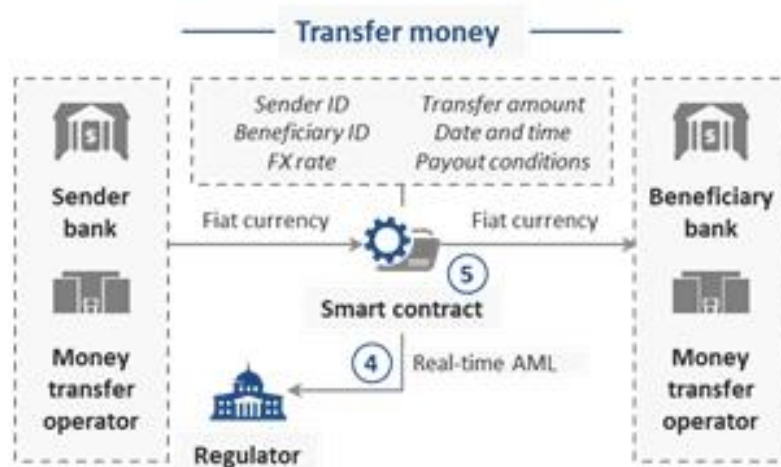 Transfer money
Sender ID
Beneficiary ID
FX rate
Transfer amount
Date and time
Payout conditions
Sender
bank
Money
transfer
operator
Fiat currency
Fiat currency
5
Smart contract
4
Real-time AML
Regulator
Beneficiary
bank
Money
transfer
operator